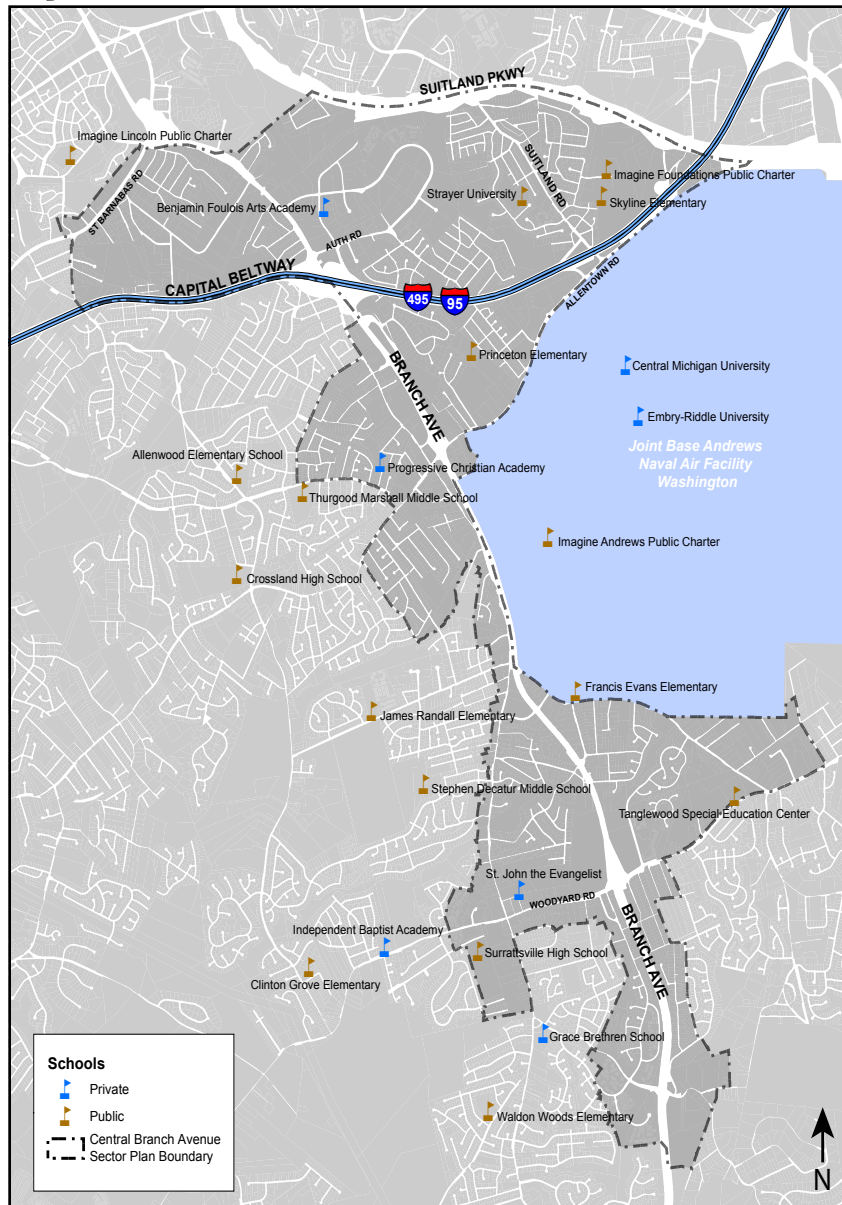 SUITLAND PKWY
Imagine Lincoln Public Charter
SUITLAND RD
Imagine Foundations Public Charter
ST BARNABAS RD
Strayer University
Skyline Elementary
Benjamin Foulois Arts Academy
AUTH RD
CAPITAL BELTWAY
ALLENTOWN RD
495
95
Princeton Elementary
Central Michigan University
BRANCH AVE
Embry-Riddle University
Joint Base Andrews
Naval Air Facility
Washington
Allenwood Elementary School
Progressive Christian Academy
Thurgood Marshall Middle School
Imagine Andrews Public Charter
Crossland High School
Francis Evans Elementary
James Randall Elementary
Stephen Decatur Middle School
Tanglewood Special Education Center
St. John the Evangelist
WOODYARD RD
Independent Baptist Academy
BRANCH AVE
Surrattsville High School
Clinton Grove Elementary
Grace Brethren School
Waldon Woods Elementary
Schools
Private
Public
Central Branch Avenue
Sector Plan Boundary
N